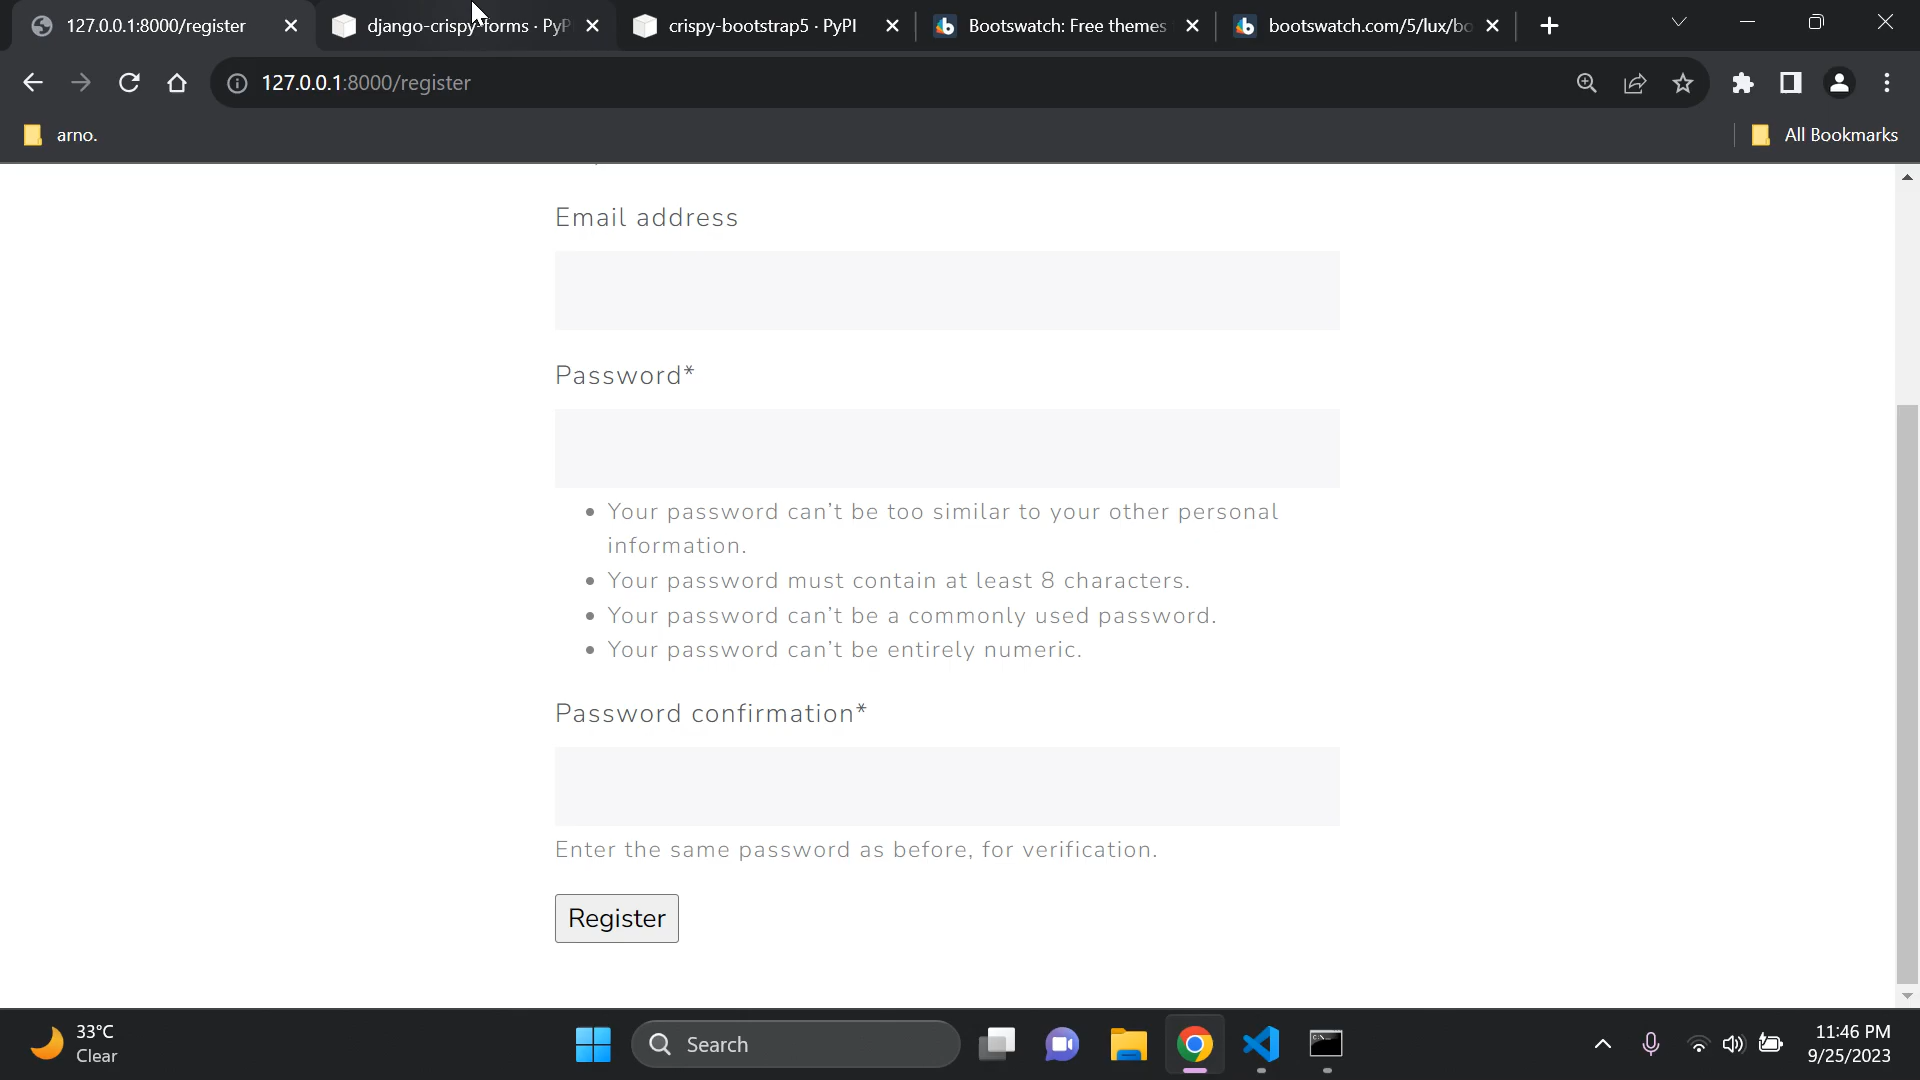 127.0.0.1:8000/register
django-crispy-forms · PyP
crispy-bootstrap5 · PyPI
Bootswatch: Free themes
bootswatch.com/5/lux/bo
127.0.0.1:8000/register
arno.
All Bookmarks
Email address
Password*
• Your password can’t be too similar to your other personal
information.
• Your password must contain at least 8 characters.
• Your password can’t be a commonly used password.
• Your password can’t be entirely numeric.
Password confirmation*
Enter the same password as before, for verification.
Register
33°C
Clear
Search
11:46 PM
9/25/2023